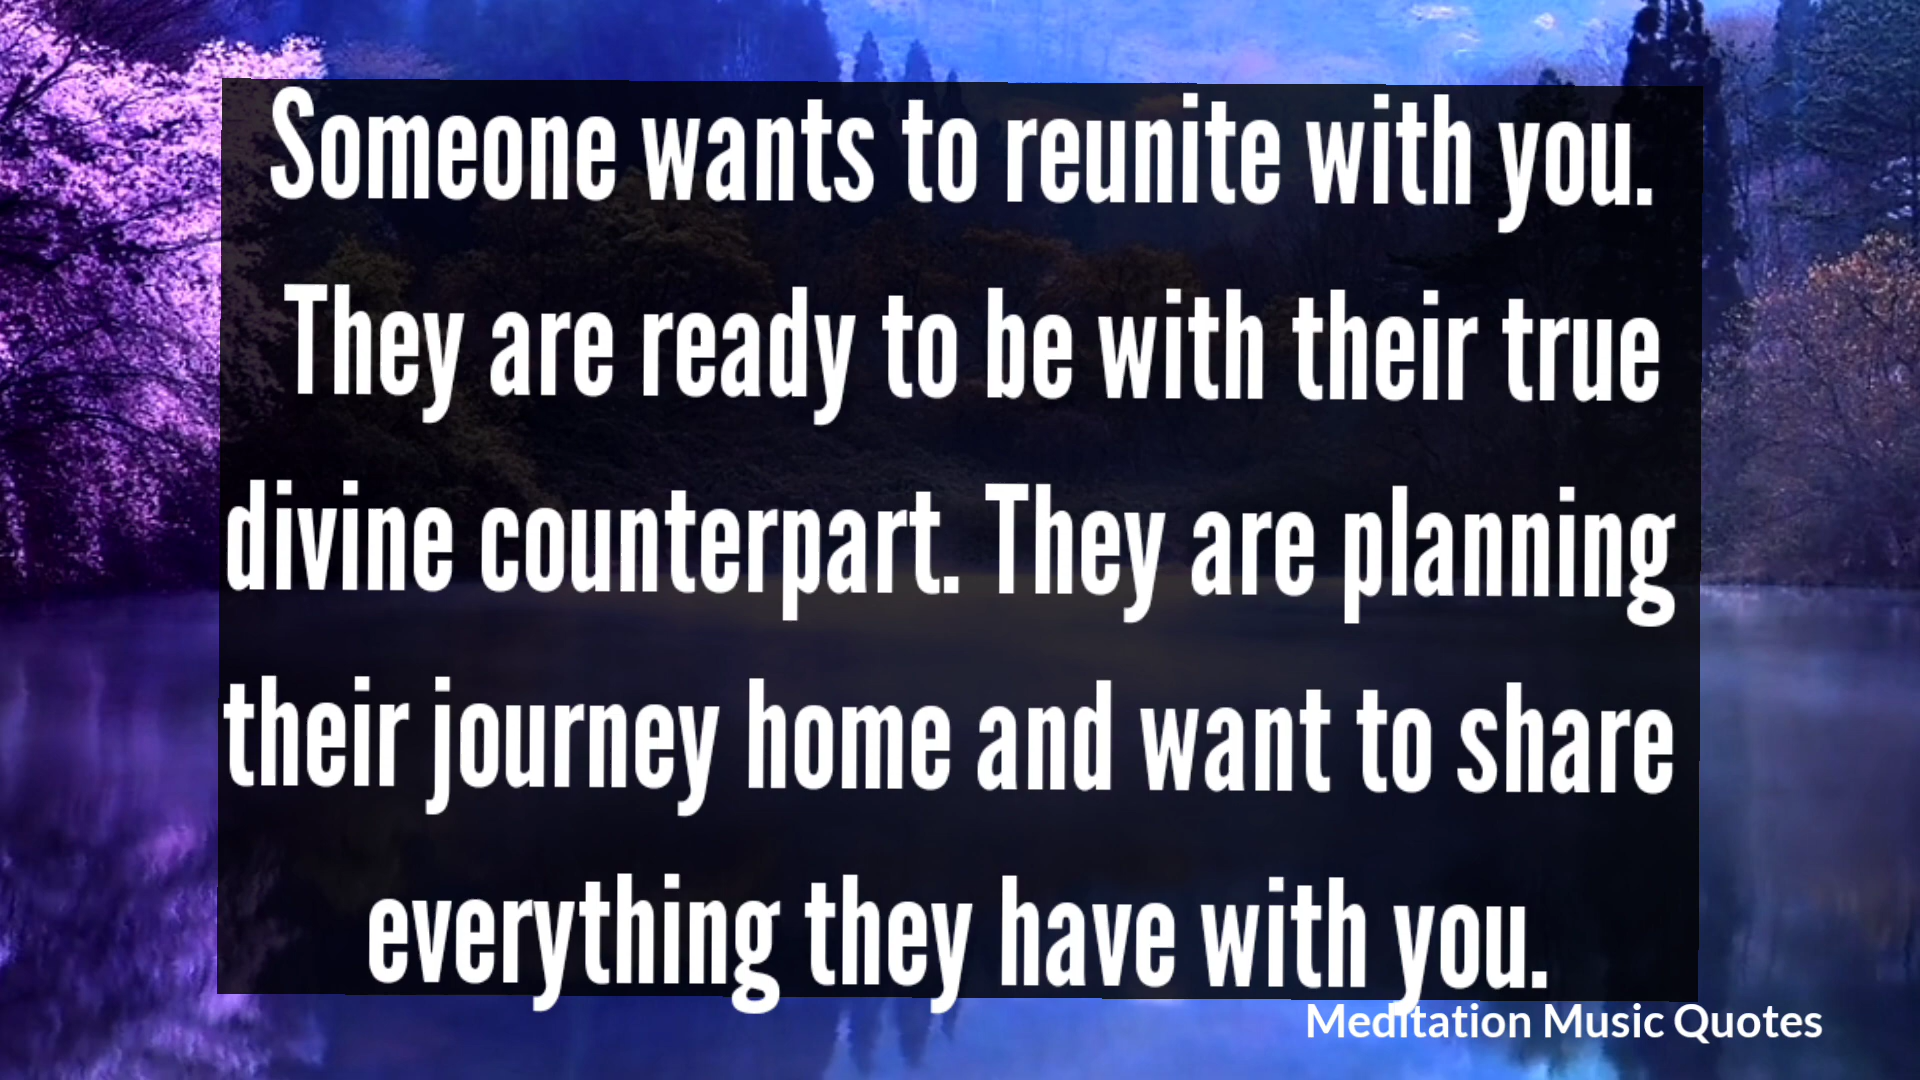 Someone wants to reunite with you.
They are ready to be with their true
divine counterpart. They are planning
their journey home and want to share
everything they have with you.
Meditation Music Quotes